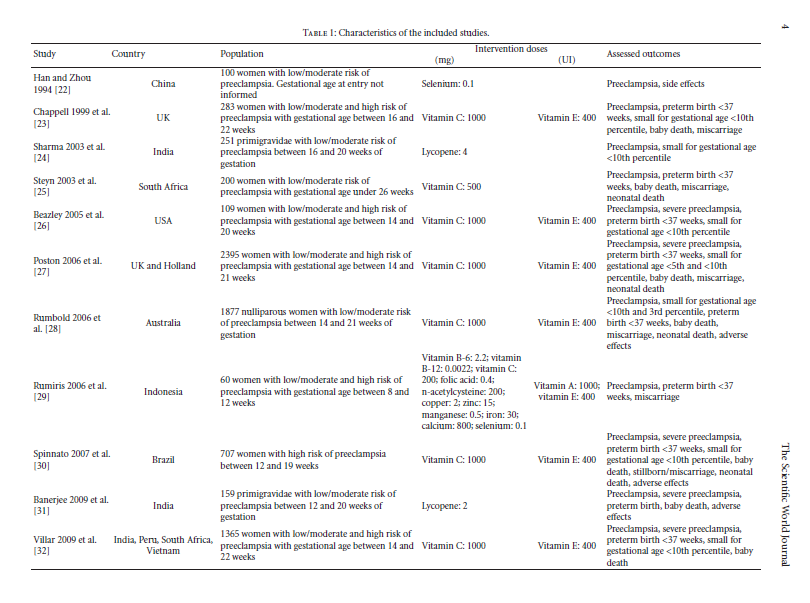 4
TABLE 1: Characteristics of the included studies.
Study Country Population Intervention doses Assessed outcomes
(mg) (UI)
Han and Zhou 1994 [22] China 100 women with low/moderate risk of preeclampsia. Gestational age at entry not informed Selenium: 0.1 Preeclampsia, side effects
Chappell 1999 et al. [23] UK 283 women with low/moderate and high risk of preeclampsia with gestational age between 16 and 22 weeks Vitamin C: 1000 Vitamin E: 400 Preeclampsia, preterm birth <37 weeks, small for gestational age <10th percentile, baby death, miscarriage
Sharma 2003 et al. [24] India 251 primigravidae with low/moderate risk of preeclampsia between 16 and 20 weeks of gestation Lycopene: 4 Preeclampsia, small for gestational age <10th percentile
Steyn 2003 et al. [25] South Africa 200 women with low/moderate risk of preeclampsia with gestational age under 26 weeks Vitamin C: 500 Preeclampsia, preterm birth <37 weeks, baby death, miscarriage, neonatal death
Beazley 2005 et al. [26] USA 109 women with low/moderate and high risk of preeclampsia with gestational age between 14 and 20 weeks Vitamin C: 1000 Vitamin E: 400 Preeclampsia, severe preeclampsia, preterm birth <37 weeks, small for gestational age <10th percentile
Poston 2006 et al. [27] UK and Holland 2395 women with low/moderate and high risk of preeclampsia with gestational age between 14 and 21 weeks Vitamin C: 1000 Vitamin E: 400 Preeclampsia, severe preeclampsia, preterm birth <37 weeks, small for gestational age <5th and <10th percentile, baby death, miscarriage, neonatal death
Rumbold 2006 et al. [28] Australia 1877 nulliparous women with low/moderate risk of preeclampsia between 14 and 21 weeks of gestation Vitamin C: 1000 Vitamin E: 400 Preeclampsia, small for gestational age <10th and 3rd percentile, preterm birth <37 weeks, baby death, miscarriage, neonatal death, adverse effects
Rumiris 2006 et al. [29] Indonesia 60 women with low/moderate and high risk of preeclampsia with gestational age between 8 and 12 weeks Vitamin B-6: 2.2; vitamin B-12: 0.0022; vitamin C: 200; folic acid: 0.4; n-acetylcysteine: 200; copper: 2; zinc: 15; manganese: 0.5; iron: 30; calcium: 800; selenium: 0.1 Vitamin A: 1000; vitamin E: 400 Preeclampsia, preterm birth <37 weeks, miscarriage
Spinnato 2007 et al. [30] Brazil 707 women with high risk of preeclampsia between 12 and 19 weeks Vitamin C: 1000 Vitamin E: 400 Preeclampsia, severe preeclampsia, preterm birth <37 weeks, small for gestational age <10th percentile, baby death, stillborn/miscarriage, neonatal death, adverse effects
Banerjee 2009 et al. [31] India 159 primigravidae with low/moderate risk of preeclampsia between 12 and 20 weeks of gestation Lycopene: 2 Preeclampsia, severe preeclampsia, preterm birth, baby death, adverse effects
Villar 2009 et al. [32] India, Peru, South Africa, Vietnam 1365 women with low/moderate and high risk of preeclampsia with gestational age between 14 and 22 weeks Vitamin C: 1000 Vitamin E: 400 Preeclampsia, severe preeclampsia, preterm birth <37 weeks, small for gestational age <10th percentile, baby death
The Scientific World Journal